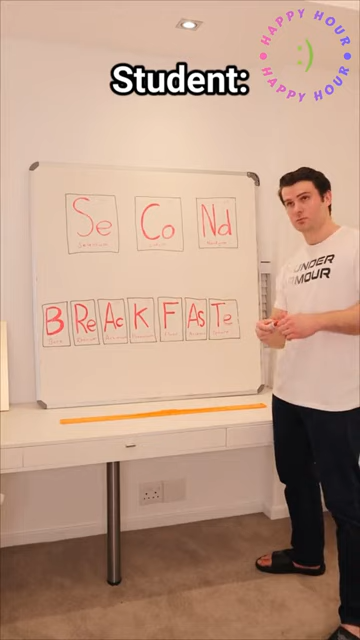 HAPPY HOUR
:)
HAPPY HOUR
Student:
Se Co Nd
UNDER
ARMOUR
B Re Ac K F As Te